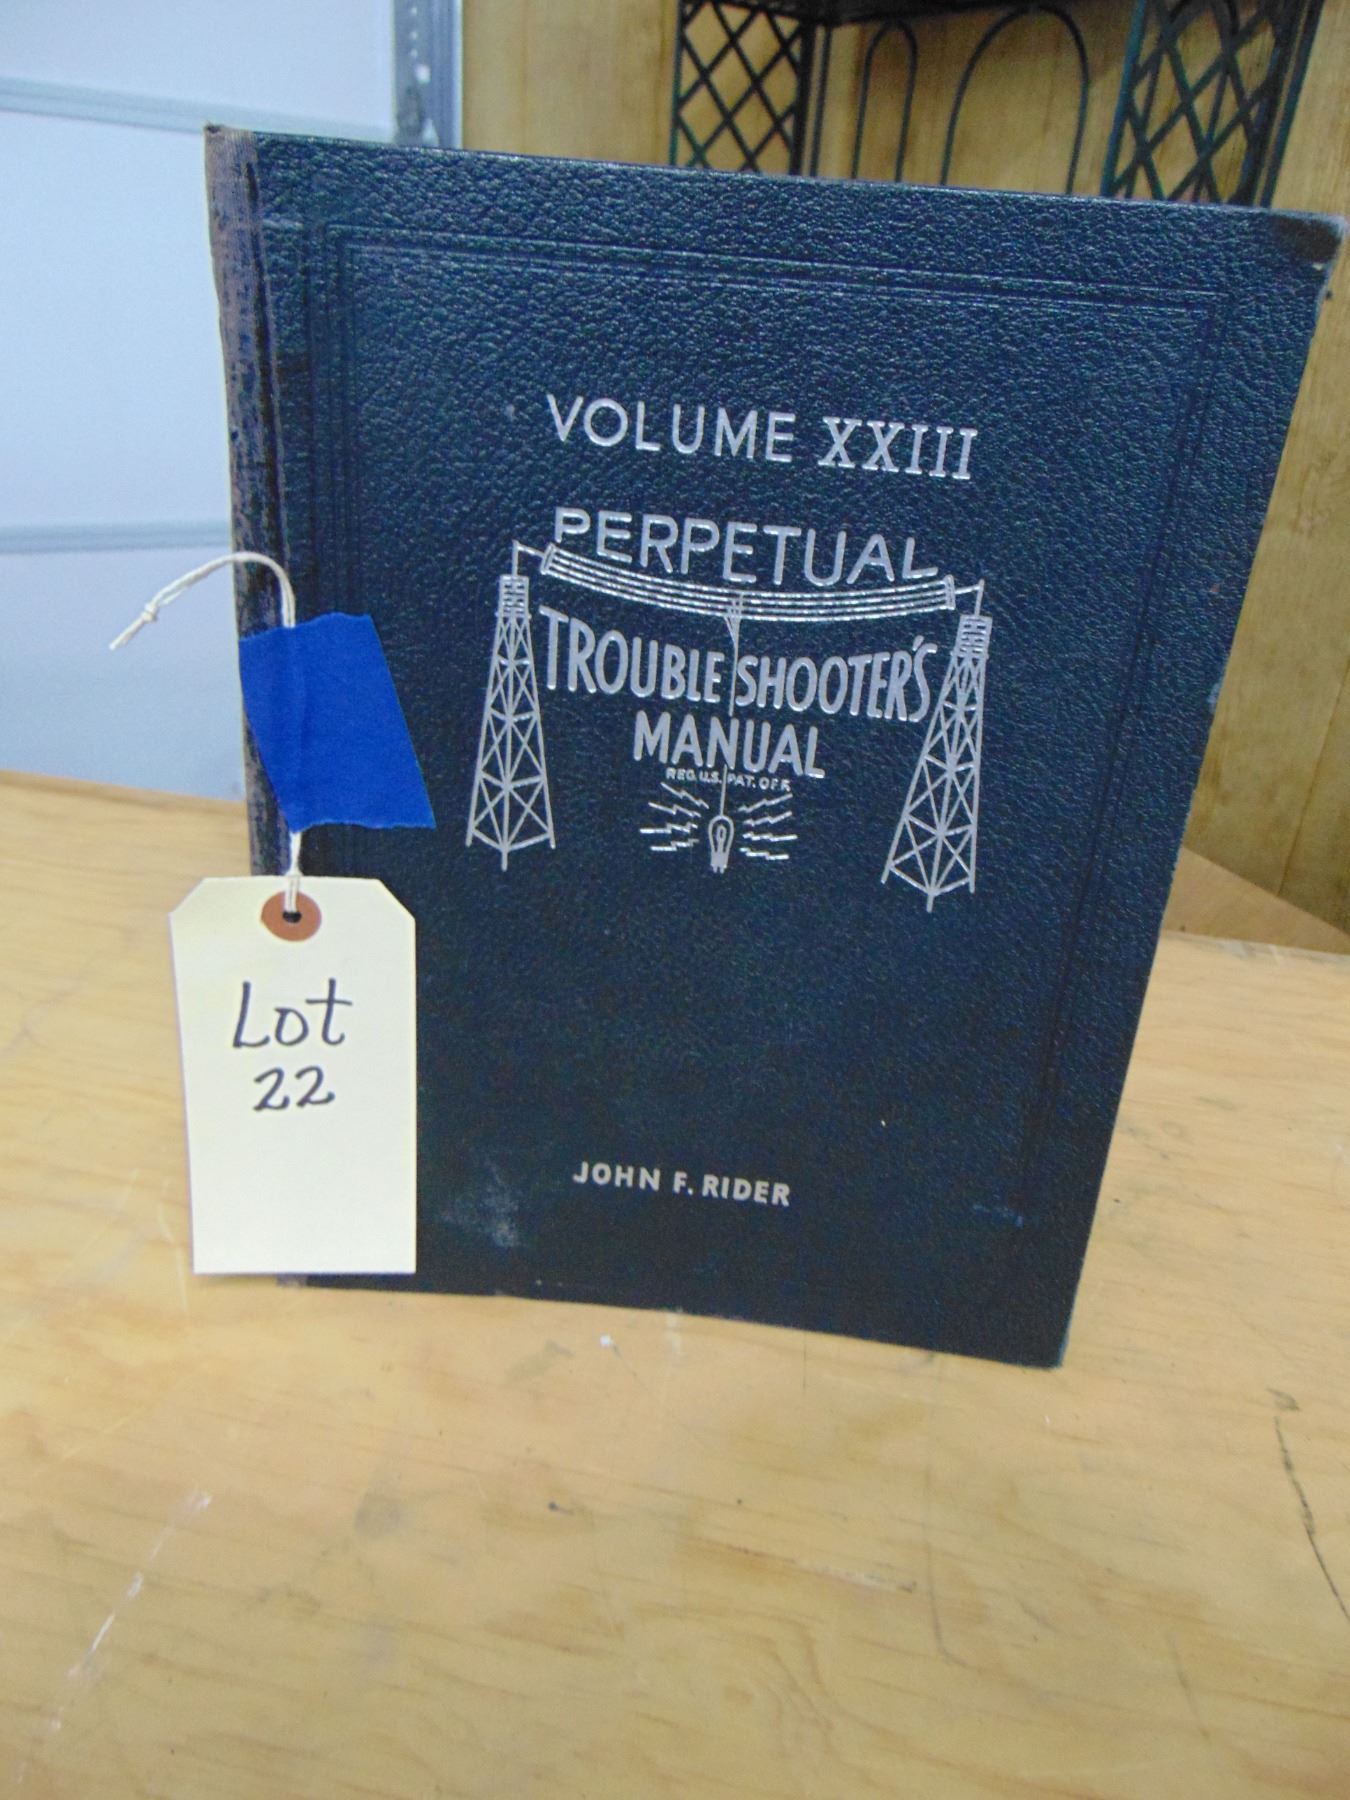 VOLUME XXIII
PERPETUAL
TROUBLE SHOOTER'S
MANUAL
REG. U.S. PAT. OFF.
JOHN F. RIDER
Lot
22